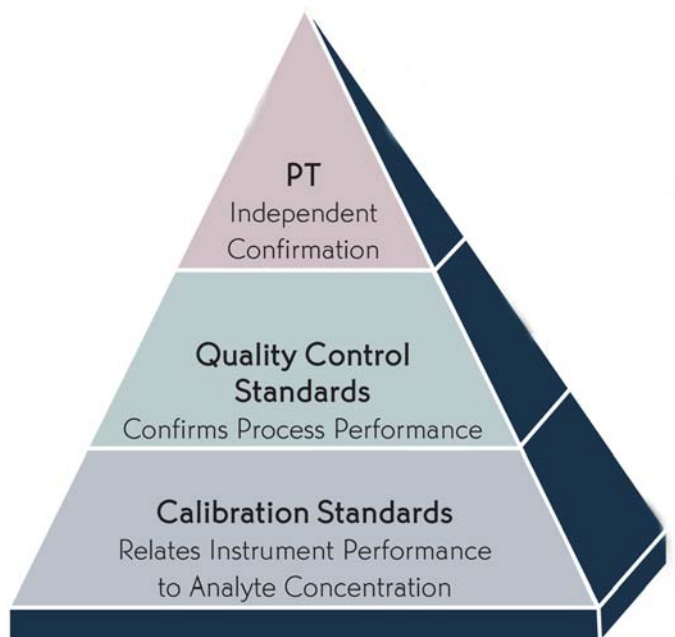 PT
Independent
Confirmation
Quality Control
Standards
Confirms Process Performance
Calibration Standards
Relates Instrument Performance
to Analyte Concentration